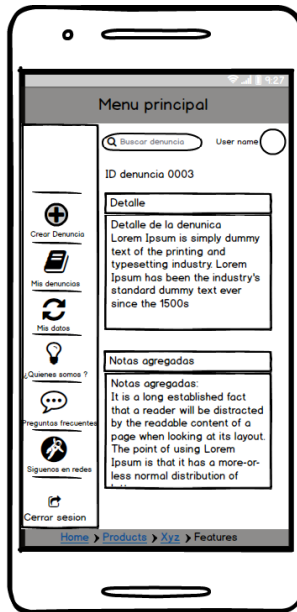 9:27
Menu principal
Buscar denuncia
User name
ID denuncia 0003
Detalle
Detalle de la denunica
Lorem Ipsum is simply dummy
text of the printing and
typesetting industry. Lorem
Ipsum has been the industry's
standard dummy text ever
since the 1500s
Notas agregadas
Notas agregadas:
It is a long established fact
that a reader will be distracted
by the readable content of a
page when looking at its layout.
The point of using Lorem
Ipsum is that it has a more-or-
less normal distribution of
Crear Denuncia
Mis denuncias
Mis datos
¿Quienes somos ?
Preguntas frecuentes
Siguenos en redes
Cerrar sesion
Home > Products > Xyz > Features